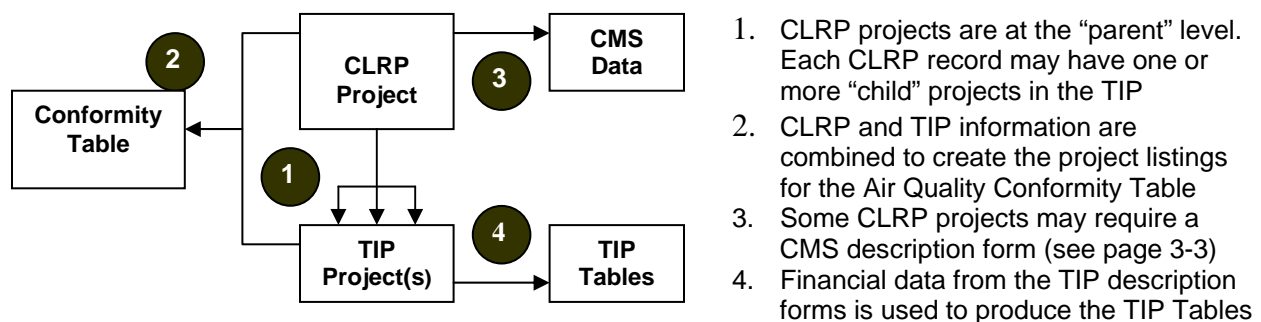 2
Conformity
Table
CLRP
Project
3
CMS
Data
1
TIP
Project(s)
4
TIP
Tables
1. CLRP projects are at the “parent” level.
Each CLRP record may have one or
more “child” projects in the TIP
2. CLRP and TIP information are
combined to create the project listings
for the Air Quality Conformity Table
3. Some CLRP projects may require a
CMS description form (see page 3-3)
4. Financial data from the TIP description
forms is used to produce the TIP Tables